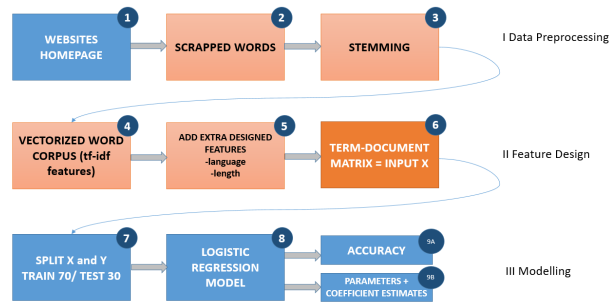 1
WEBSITES
HOMEPAGE
2
SCRAPPED WORDS
3
STEMMING
I Data Preprocessing
4
VECTORIZED WORD
CORPUS (tf-idf
features)
5
ADD EXTRA DESIGNED
FEATURES
-language
-length
6
TERM-DOCUMENT
MATRIX = INPUT X
II Feature Design
7
SPLIT X and Y
TRAIN 70/ TEST 30
8
LOGISTIC
REGRESSION
MODEL
9A
ACCURACY
9B
PARAMETERS +
COEFFICIENT ESTIMATES
III Modelling